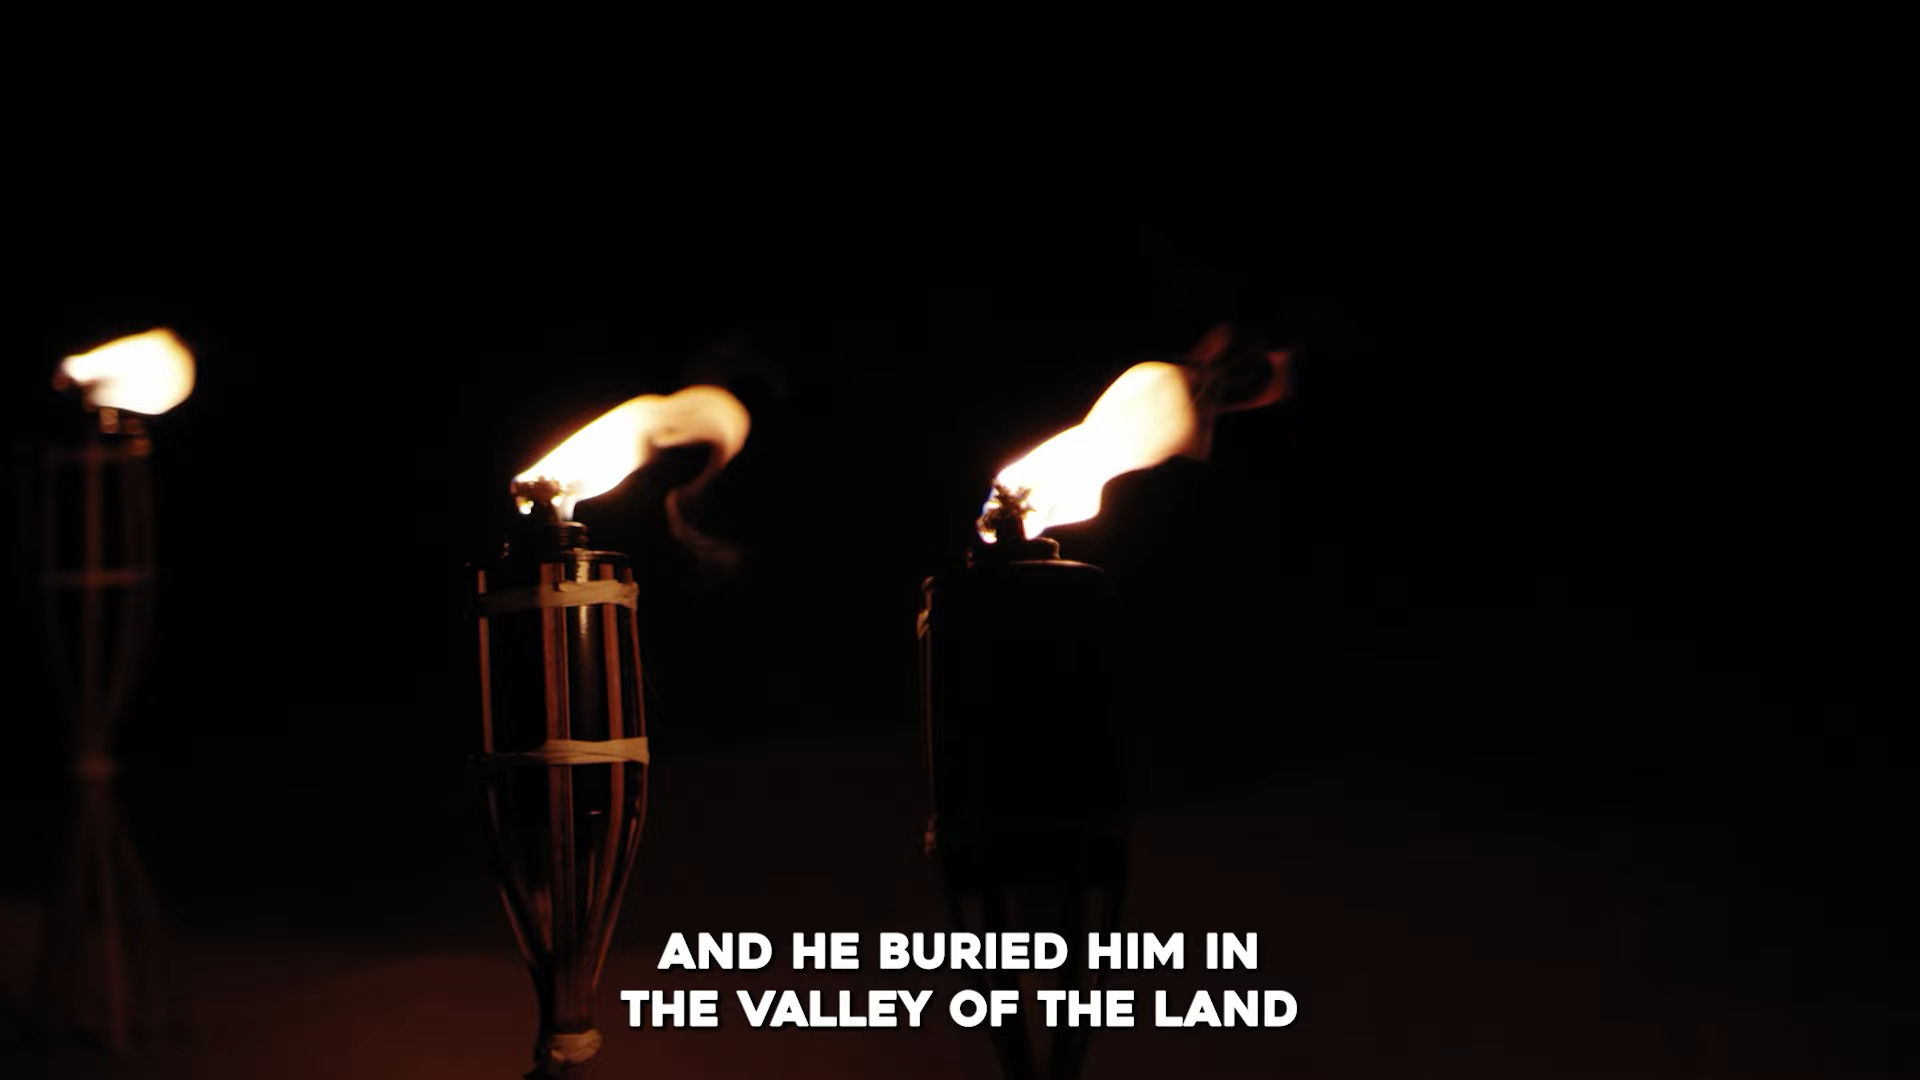 AND HE BURIED HIM IN
THE VALLEY OF THE LAND